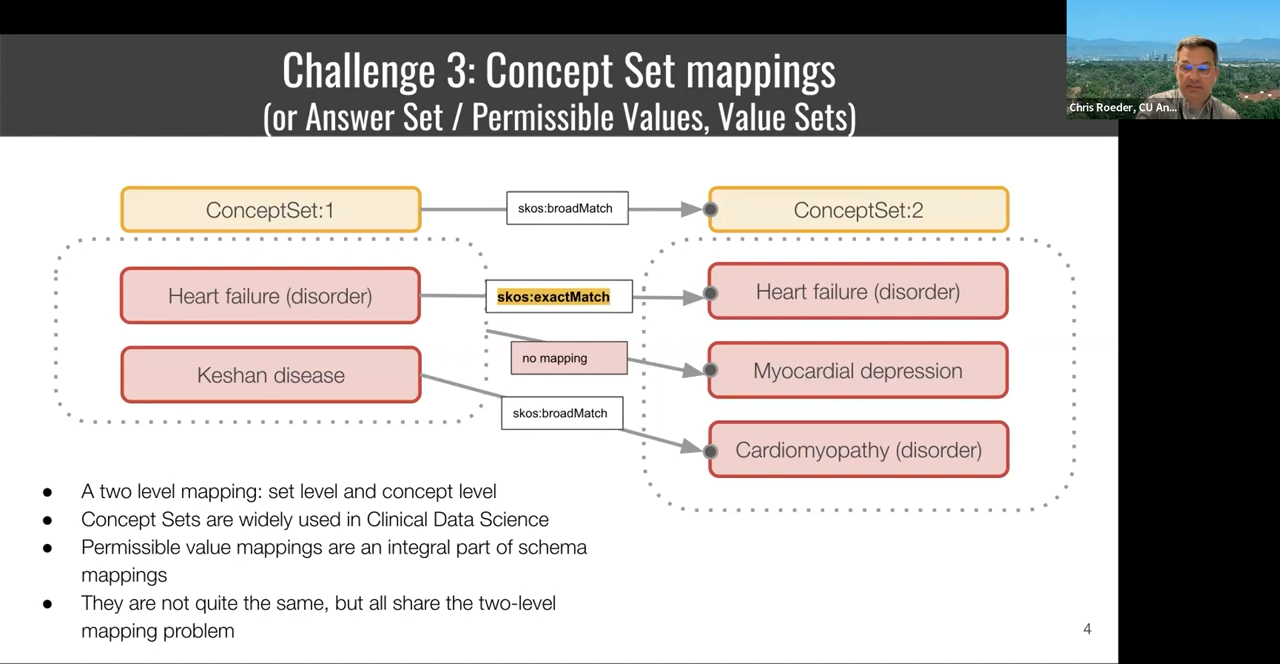 Challenge 3: Concept Set mappings
(or Answer Set / Permissible Values, Value Sets)
Chris Roeder, CU An...
ConceptSet:1
skos:broadMatch
ConceptSet:2
Heart failure (disorder)
skos:exactMatch
Heart failure (disorder)
no mapping
Myocardial depression
Keshan disease
skos:broadMatch
Cardiomyopathy (disorder)
● A two level mapping: set level and concept level
● Concept Sets are widely used in Clinical Data Science
● Permissible value mappings are an integral part of schema
mappings
● They are not quite the same, but all share the two-level
mapping problem
4